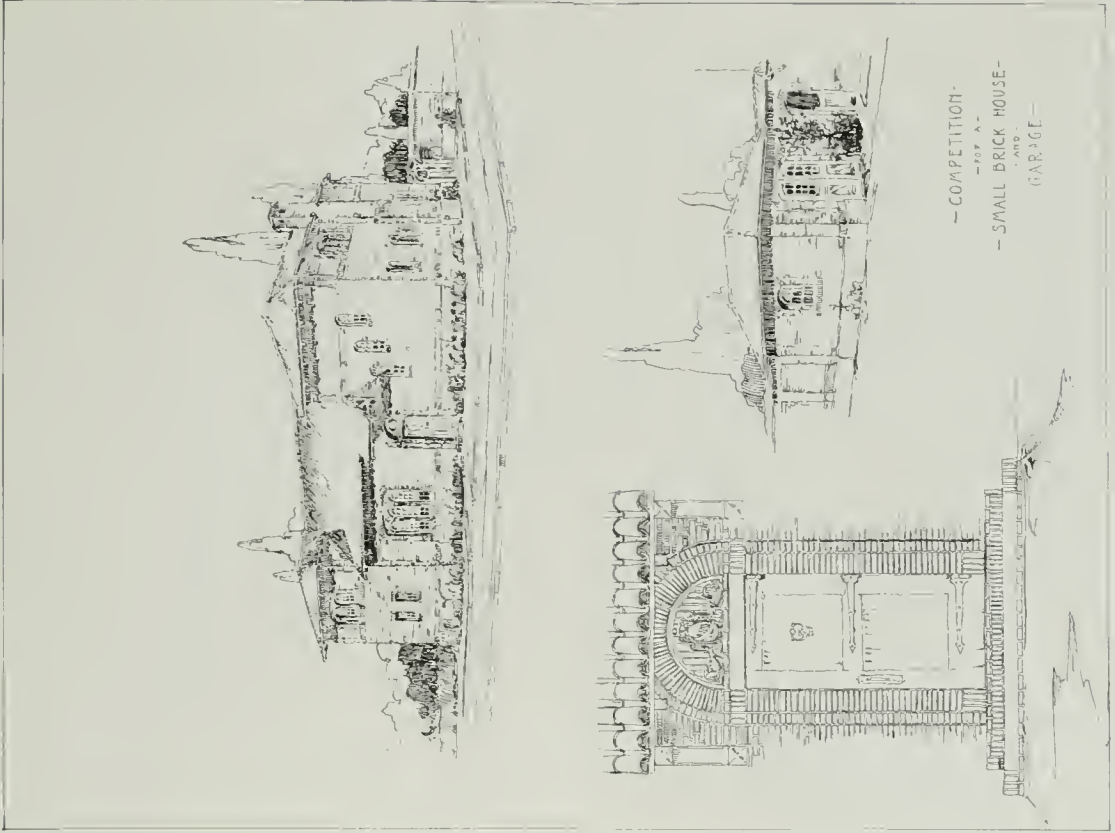 - COMPETITION -
- FOR A -
- SMALL BRICK HOUSE -
- AND -
GARAGE -